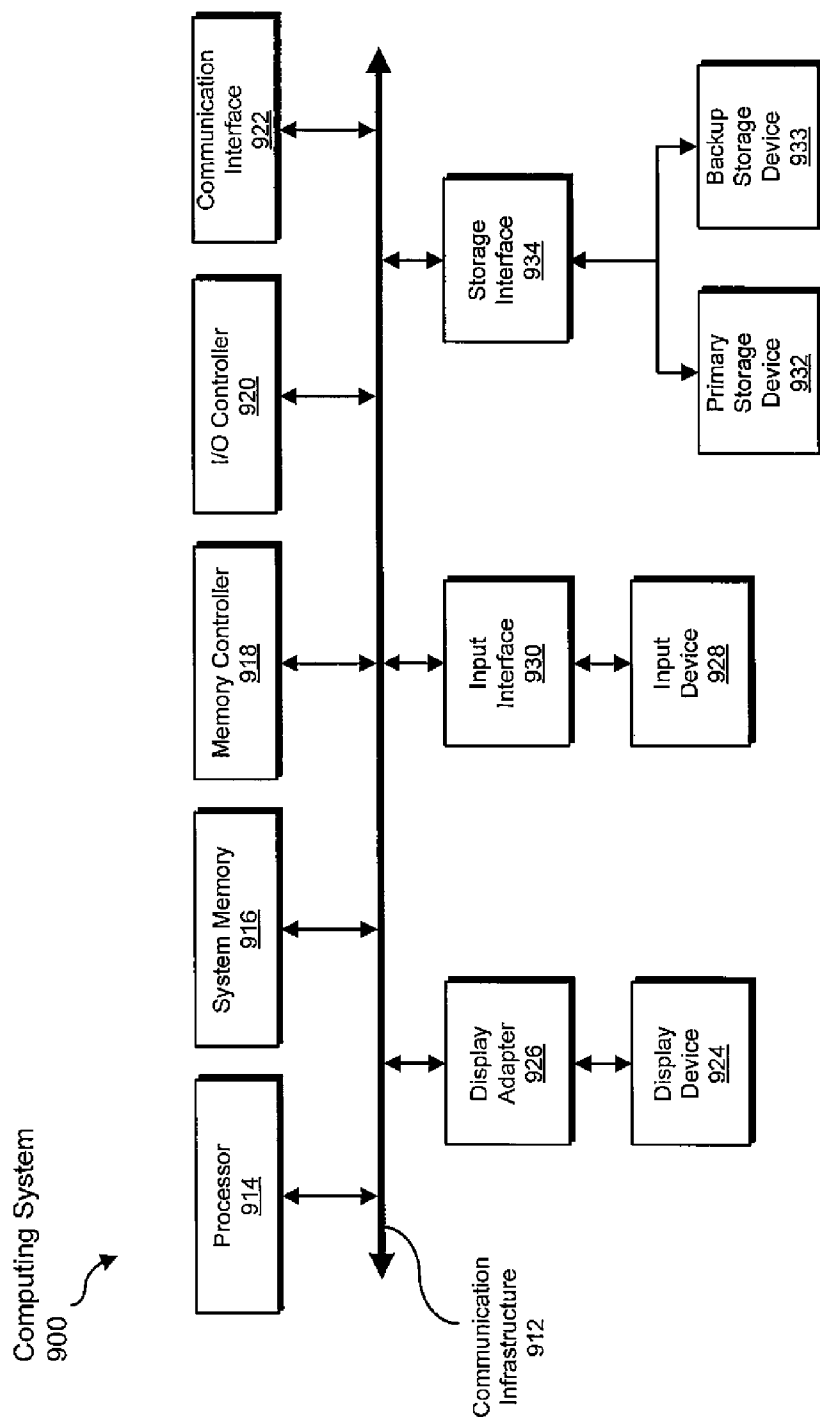 Computing System
900
Processor
914
System Memory
916
Memory Controller
918
I/O Controller
920
Communication
Interface
922
Communication
Infrastructure
912
Display
Adapter
926
Input
Interface
930
Storage
Interface
934
Display
Device
924
Input
Device
928
Primary
Storage
Device
932
Backup
Storage
Device
933